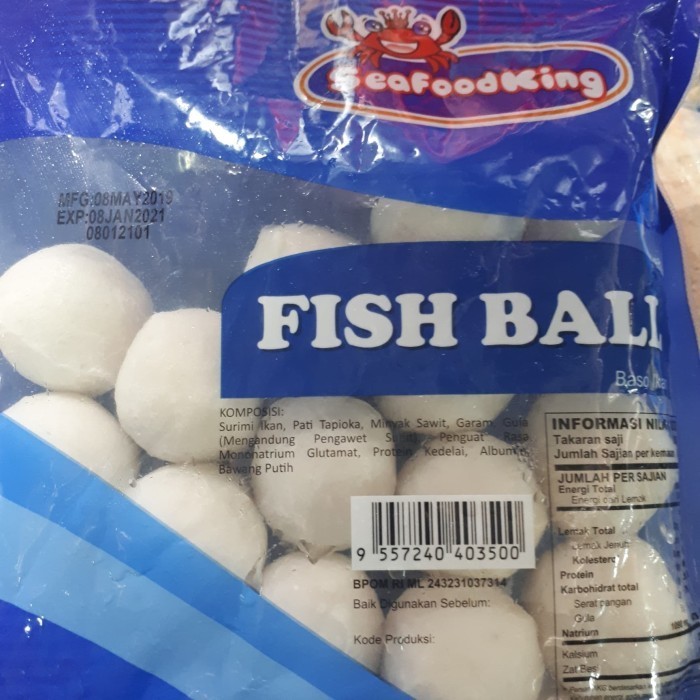 SeafoodKing
MFG:08MAY2019
EXP:08JAN2021
08012101
FISH BALL
Baso
KOMPOSISI:
Surimi Ikan, Pati Tapioka, Minyak Sawit, Garam, Gula
(Mengandung Pengawet Sulfit) Penguat Rasa
Mononatrium Glutamat, Protein Kedelai, Albumin,
Bawang Putih
INFORMASI
Takaran saji
Jumlah Sajian per
JUMLAH PER SAJIAN
Energi Total
Energi dari Lemak
Lemak Total
Lemak Jenuh
Kolesterol
Protein
Karbohidrat total
Serat pangan
Gula
Natrium
Kalsium
Zat Besi
9 557240 403500
BPOM RI ML 243231037314
Baik Digunakan Sebelum:
Kode Produksi: